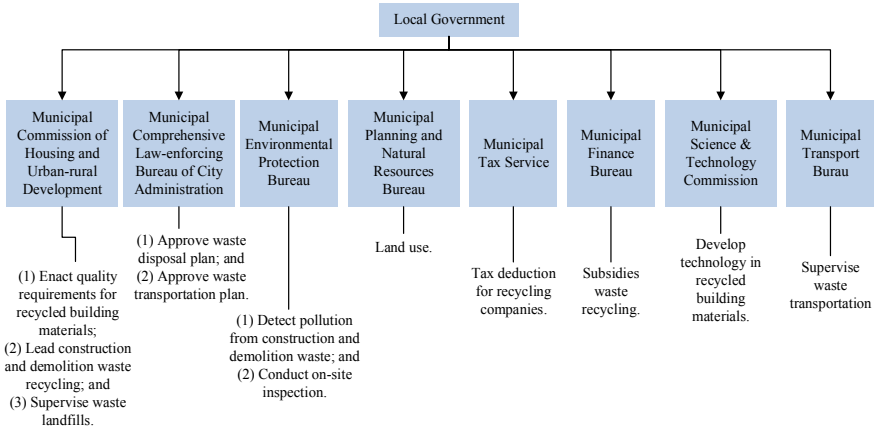 Local Government
Municipal
Commission of
Housing and
Urban-rural
Development
Municipal
Comprehensive
Law-enforcing
Bureau of City
Administration
Municipal
Environmental
Protection
Bureau
Municipal
Planning and
Natural
Resources
Bureau
Municipal
Tax Service
Municipal
Finance
Bureau
Municipal
Science &
Technology
Commission
Municipal
Transport
Burau
(1) Enact quality
requirements for
recycled building
materials;
(2) Lead construction
and demolition waste
recycling; and
(3) Supervise waste
landfills.
(1) Approve waste
disposal plan; and
(2) Approve waste
transportation plan.
(1) Detect pollution
from construction and
demolition waste; and
(2) Conduct on-site
inspection.
Land use.
Tax deduction
for recycling
companies.
Subsidies
waste
recycling.
Develop
technology in
recycled
building
materials.
Supervise
waste
transportation